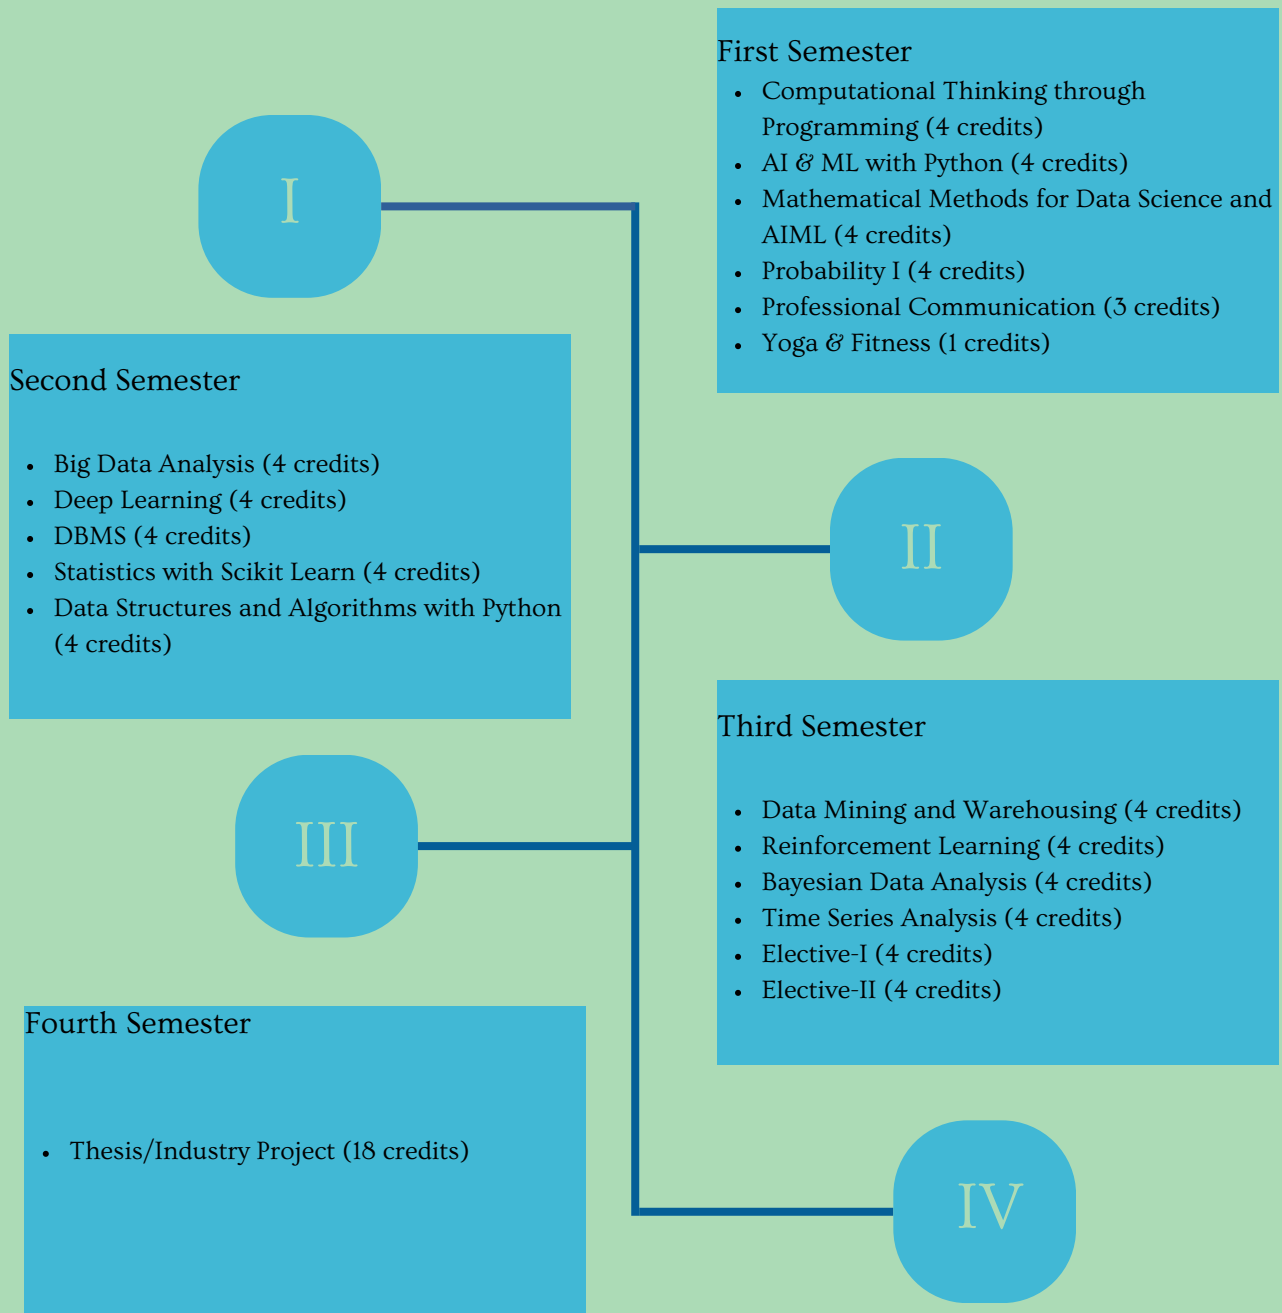 I
First Semester
• Computational Thinking through
Programming (4 credits)
• AI & ML with Python (4 credits)
• Mathematical Methods for Data Science and
AIML (4 credits)
• Probability I (4 credits)
• Professional Communication (3 credits)
• Yoga & Fitness (1 credits)
Second Semester
• Big Data Analysis (4 credits)
• Deep Learning (4 credits)
• DBMS (4 credits)
• Statistics with Scikit Learn (4 credits)
• Data Structures and Algorithms with Python
(4 credits)
II
III
Third Semester
• Data Mining and Warehousing (4 credits)
• Reinforcement Learning (4 credits)
• Bayesian Data Analysis (4 credits)
• Time Series Analysis (4 credits)
• Elective-I (4 credits)
• Elective-II (4 credits)
Fourth Semester
• Thesis/Industry Project (18 credits)
IV